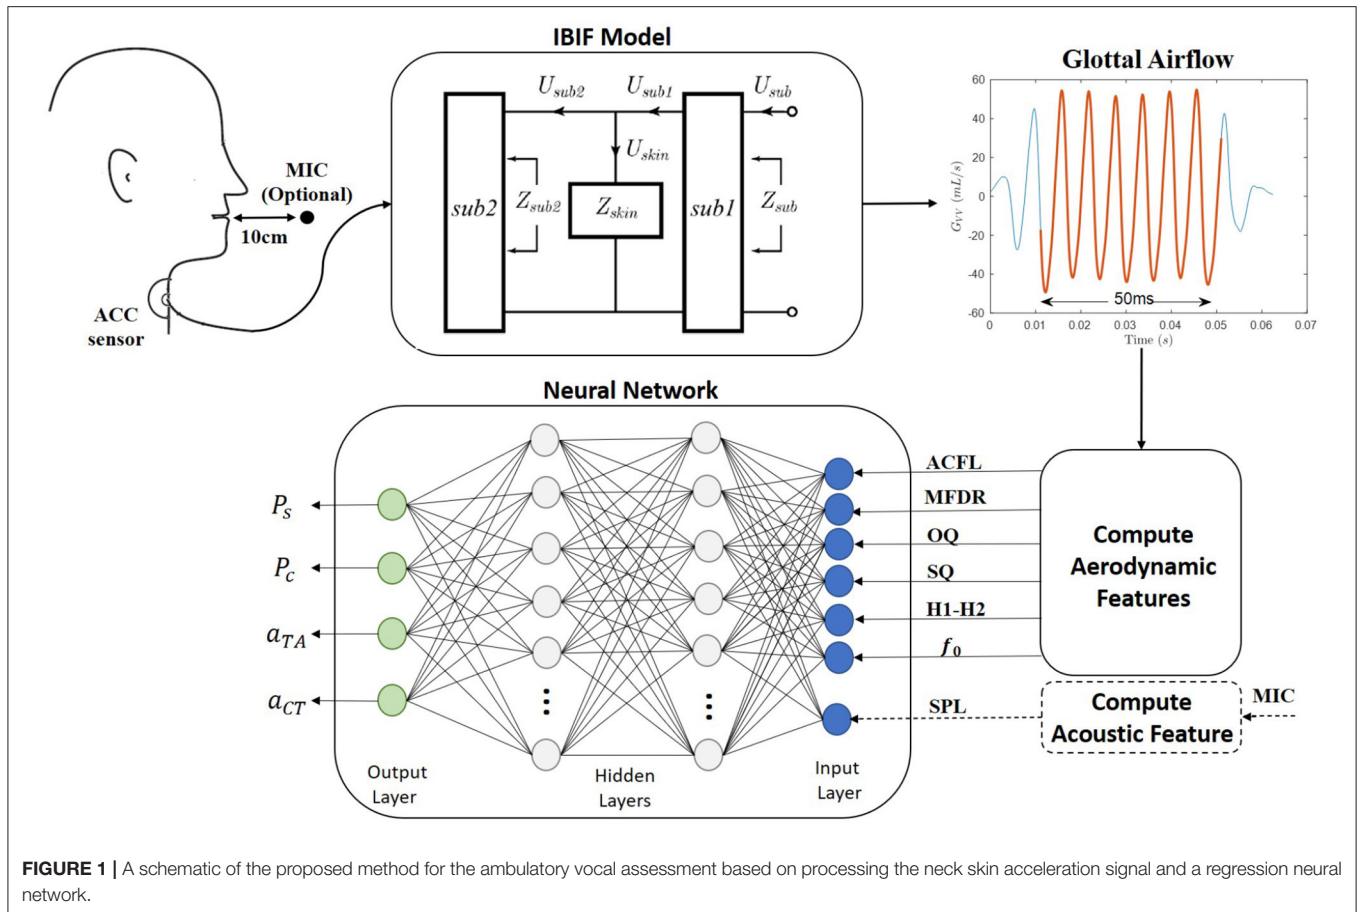 IBIF Model
Glottal Airflow
MIC
(Optional)
10cm
ACC
sensor
U_sub2
U_sub1
U_sub
U_skin
sub2
Z_sub2
Z_skin
sub1
Z_sub
60
40
20
0
-20
-40
-60
G_VV (mL/s)
50ms
0
0.01
0.02
0.03
0.04
0.05
0.06
0.07
Time (s)
Neural Network
P_s
P_c
a_TA
a_CT
Output
Layer
Hidden
Layers
Input
Layer
ACFL
MFDR
OQ
SQ
H1-H2
f_0
SPL
Compute
Aerodynamic
Features
Compute
Acoustic Feature
MIC
FIGURE 1 | A schematic of the proposed method for the ambulatory vocal assessment based on processing the neck skin acceleration signal and a regression neural
network.